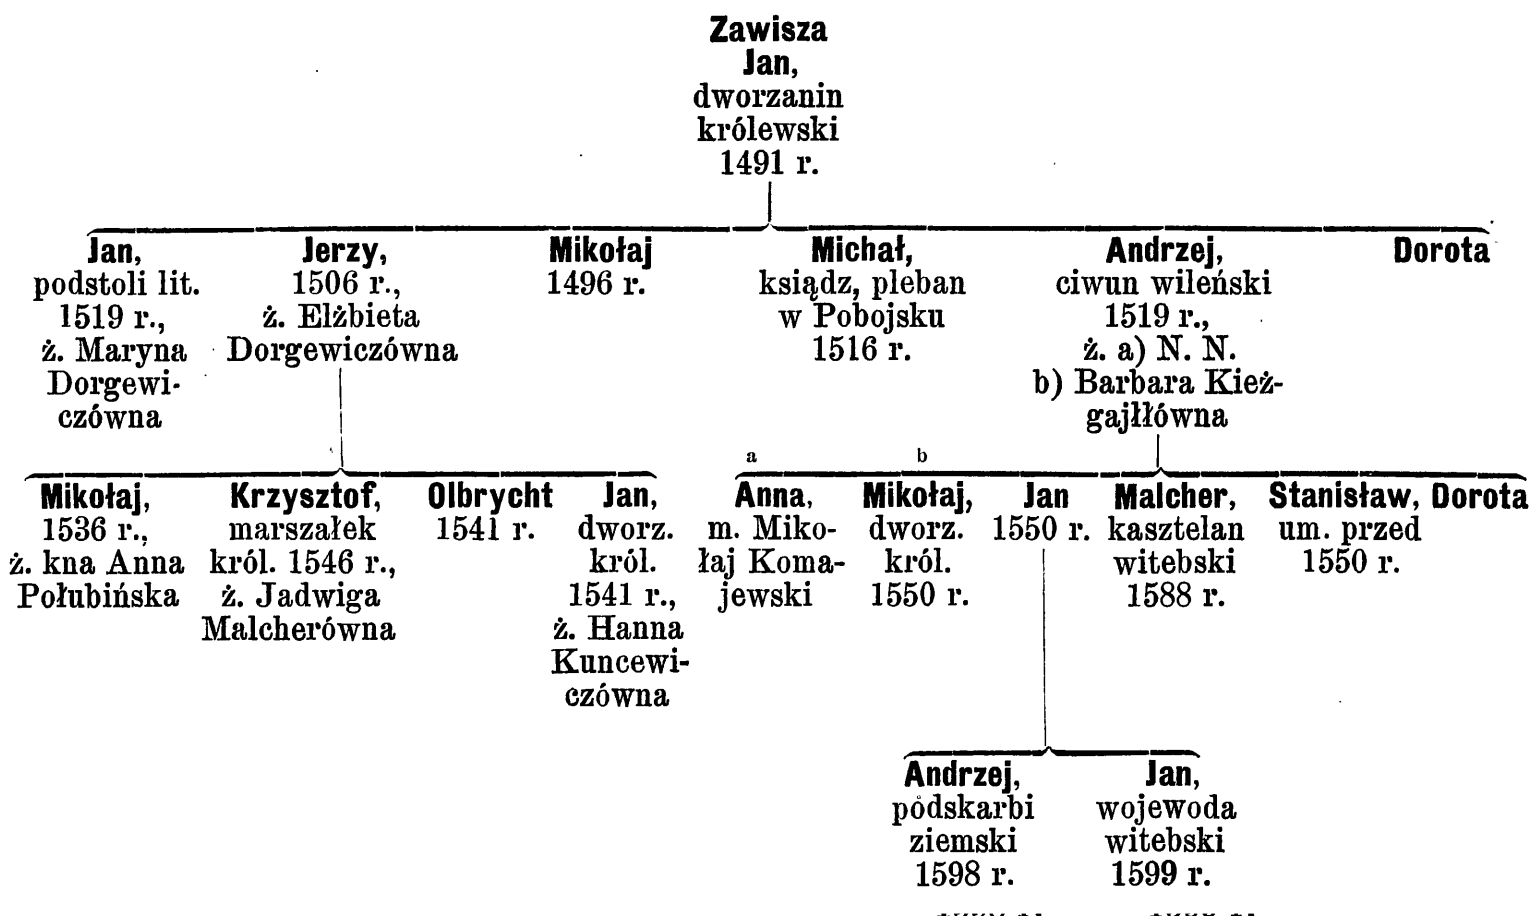 Zawisza
Jan,
dworzanin
królewski
1491 r.
Jan,
podstoli lit.
1519 r.,
ż. Maryna
Dorgewi-
czówna
Jerzy,
1506 r.,
ż. Elżbieta
Dorgewiczówna
Mikołaj
1496 r.
Michał,
ksiądz, pleban
w Pobojsku
1516 r.
Andrzej,
ciwun wileński
1519 r.,
ż. a) N. N.
b) Barbara Kież-
gajłłówna
Dorota
Mikołaj,
1536 r.,
ż. kna Anna
Połubińska
Krzysztof,
marszałek
król. 1546 r.,
ż. Jadwiga
Malcherówna
Olbrycht
1541 r.
Jan,
dworz.
król.
1541 r.,
ż. Hanna
Kuncewi-
czówna
a
Anna,
m. Miko-
łaj Koma-
jewski
b
Mikołaj,
dworz.
król.
1550 r.
Jan
1550 r.
Malcher,
kasztelan
witebski
1588 r.
Stanisław,
um. przed
1550 r.
Dorota
Andrzej,
podskarbi
ziemski
1598 r.
Jan,
wojewoda
witebski
1599 r.